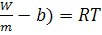 W/m − b) = RT